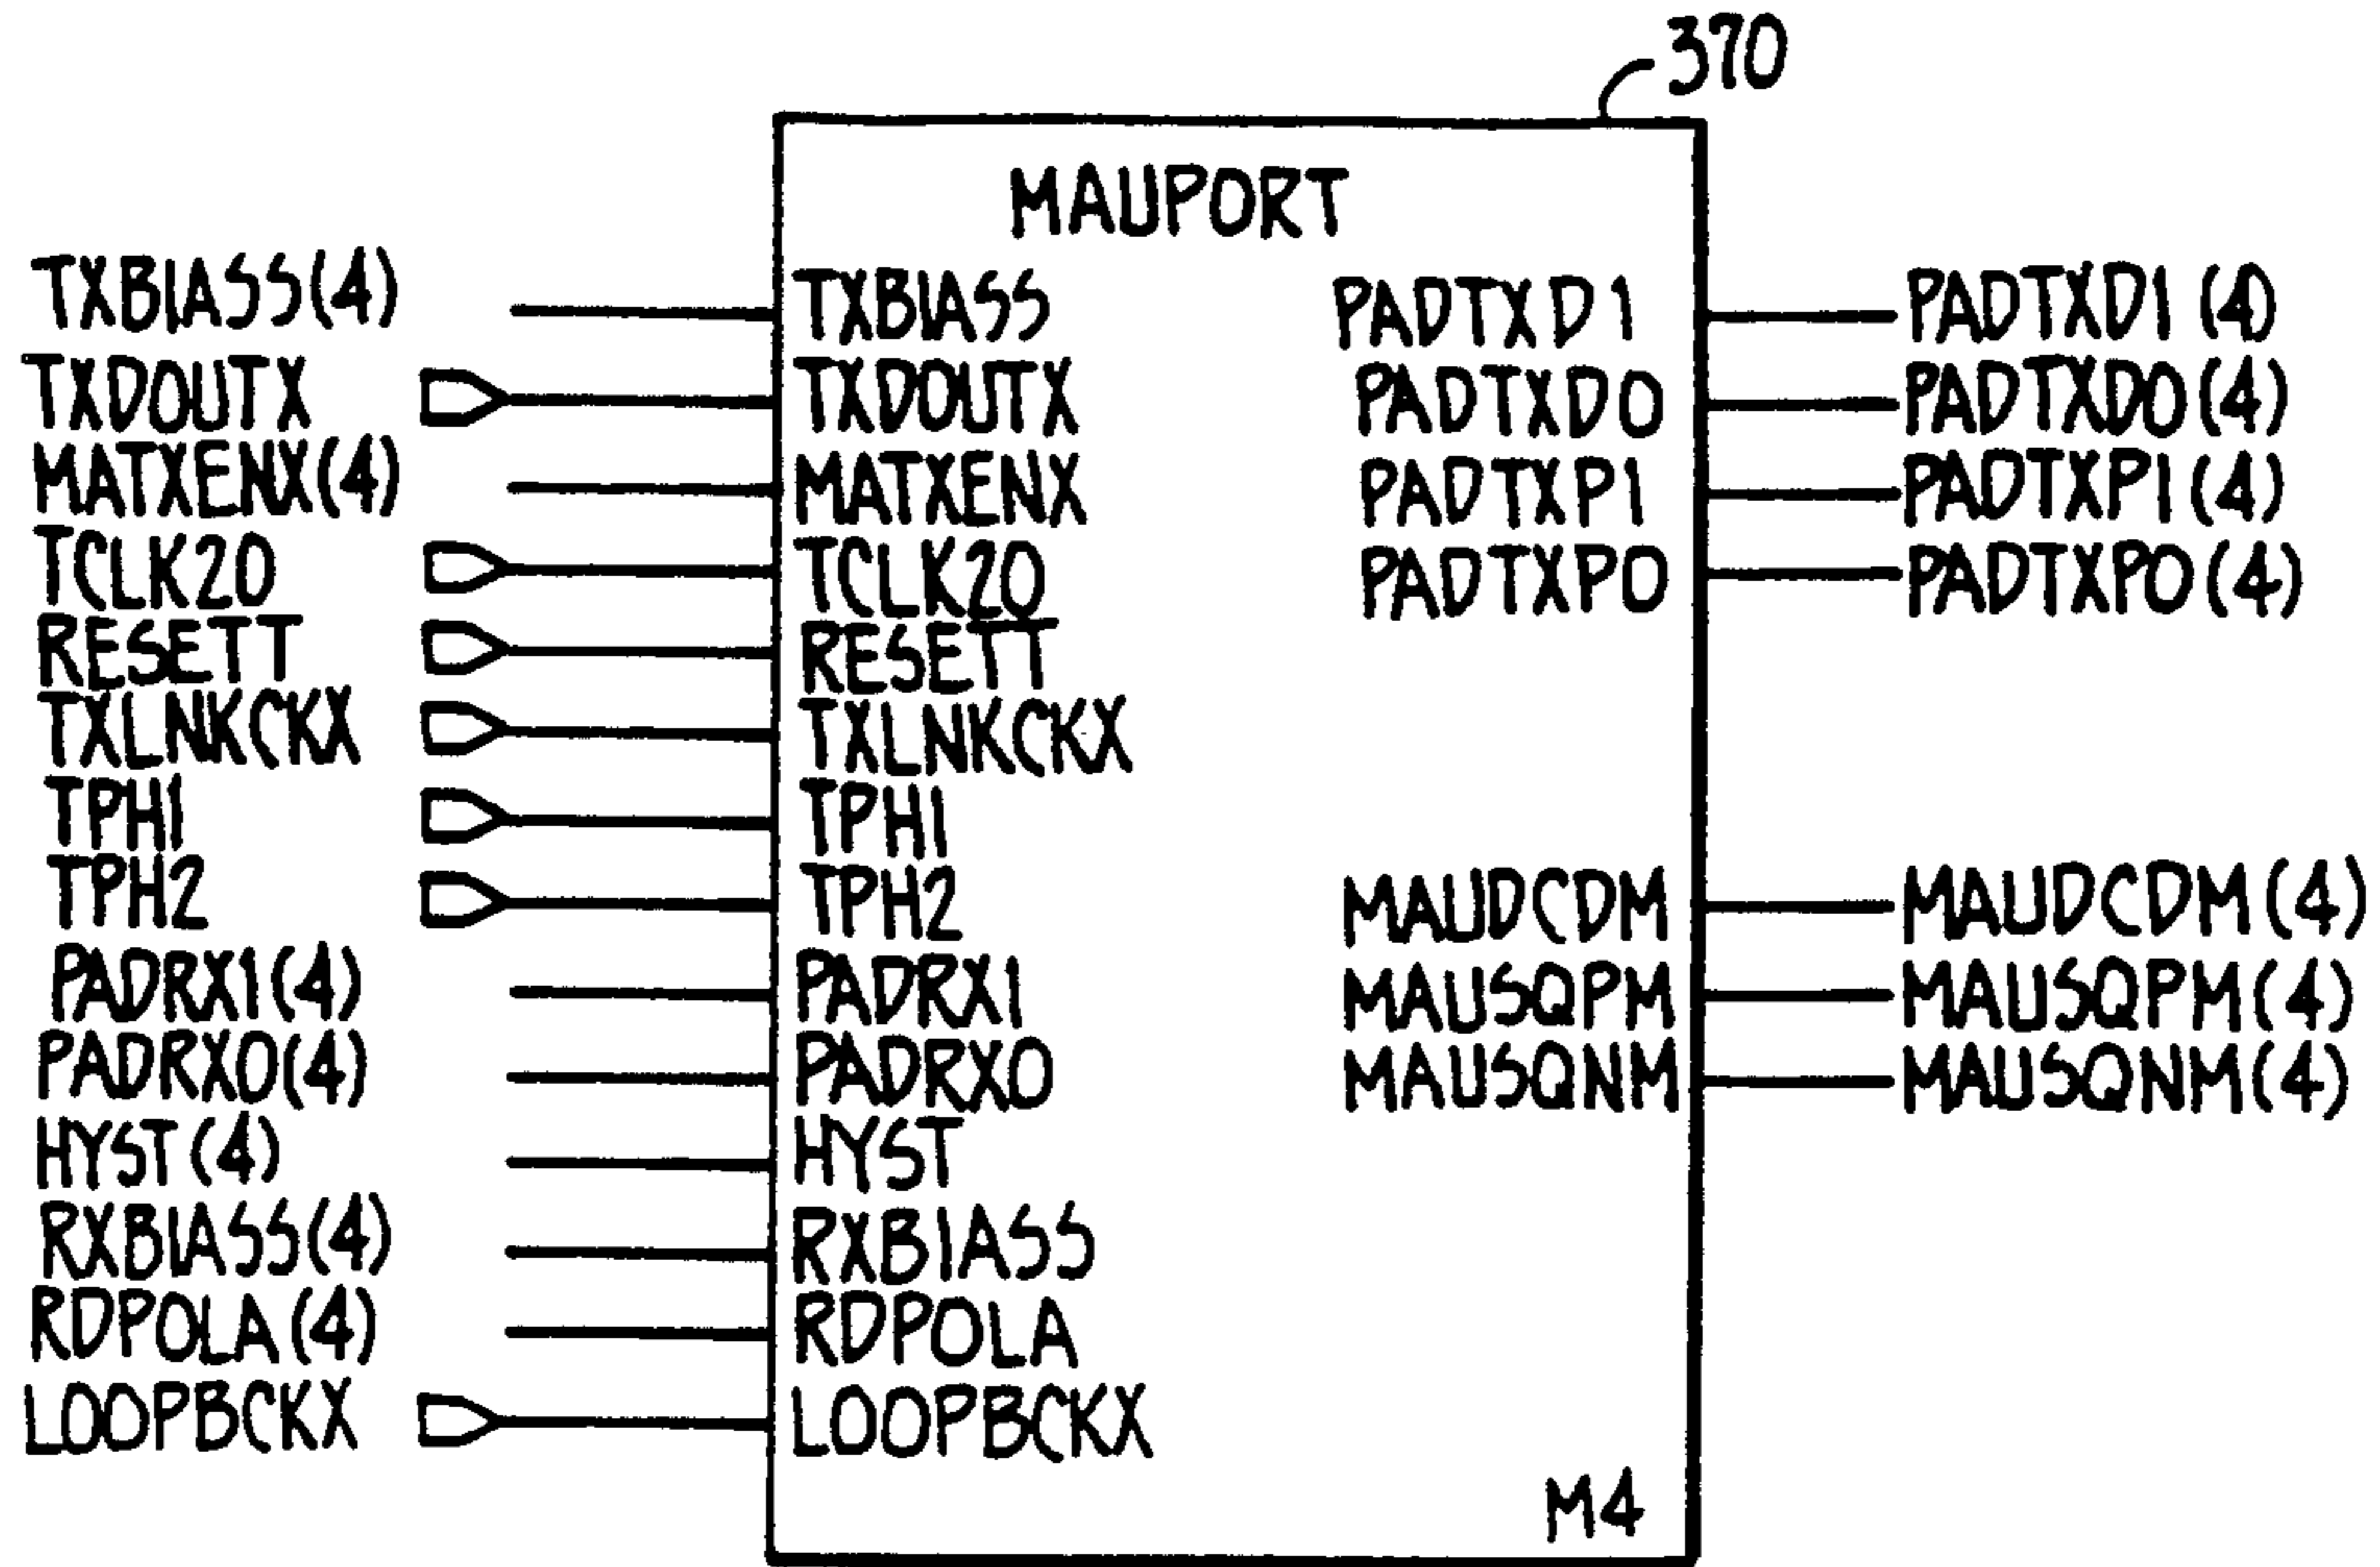 370
MAUPORT
TXBIASS(4) TXBIASS PADTXD1 PADTXD1(4)
TXDOUTX TXDOUTX PADTXD0 PADTXD0(4)
MATXENX(4) MATXENX PADTXP1 PADTXP1(4)
TCLK20 TCLK20 PADTXP0 PADTXP0(4)
RESETT RESETT
TXLNKCKX TXLNKCKX
TPH1 TPH1
TPH2 TPH2 MAUDCDM MAUDCDM(4)
PADRX1(4) PADRX1 MAUSQPM MAUSQPM(4)
PADRX0(4) PADRX0 MAUSQNM MAUSQNM(4)
HYST(4) HYST
RXBIASS(4) RXBIASS
RDPOLA(4) RDPOLA
LOOPBCKX LOOPBCKX
M4